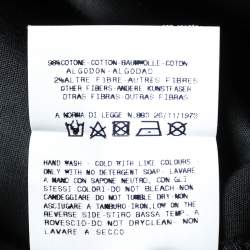 98%COTONE-COTTON-BAUMWOLLE-COTON
ALGODON-ALGODAO
2%ALTRE FIBRE-AUTRES FIBRES
OTHER FIBERS-ANDERE KUNSTFASER
OTRAS FIBRAS-OUTRAS FIBRAS
A NORMA DI LEGGE N.883 26/11/1973
HAND WASH - COLD WITH LIKE COLOURS
ONLY WITH NO DETERGENT SOAP- LAVARE
A MANO CON SAPONE NEUTRO, CON GLI
STESSI COLORI-DO NOT BLEACH-NON
CANDEGGIARE-DO NOT TUMBLE DRY-NON
ASCIUGARE A TAMBURO IRON,LOW ON THE
REVERSE SIDE-STIRO BASSA TEMP. A
ROVESCIO-DO NOT DRYCLEAN- NON
LAVARE A SECCO